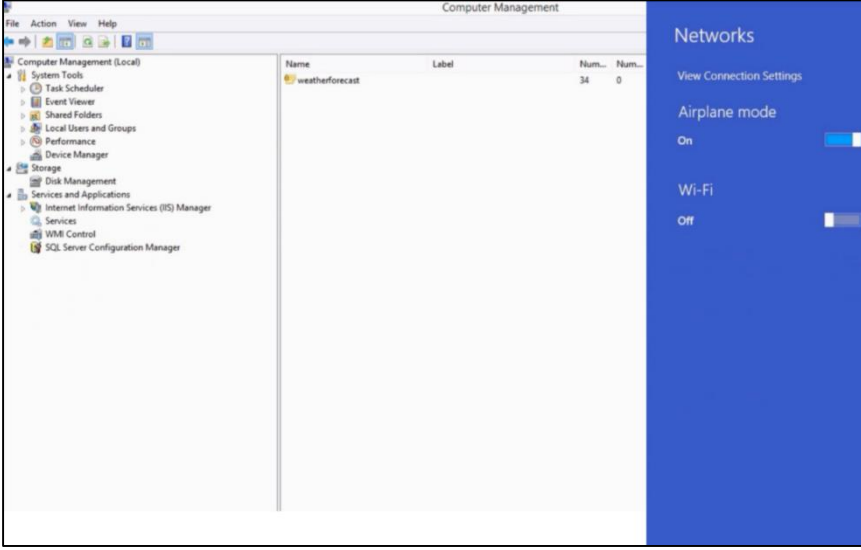 Computer Management
File Action View Help
Computer Management (Local)
System Tools
Task Scheduler
Event Viewer
Shared Folders
Local Users and Groups
Performance
Device Manager
Storage
Disk Management
Services and Applications
Internet Information Services (IIS) Manager
Services
WMI Control
SQL Server Configuration Manager
Name Label Num... Num...
weatherforecast 34 0
Networks
View Connection Settings
Airplane mode
On
Wi-Fi
Off